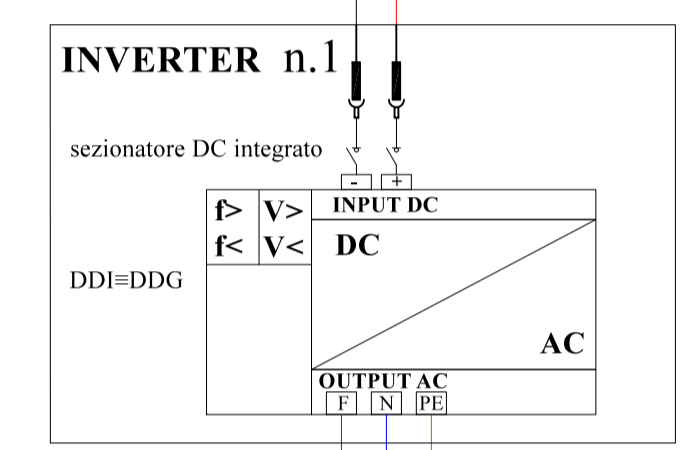 INVERTER n.1
sezionatore DC integrato
- +
f> V> INPUT DC
f< V< DC
DDI≡DDG
AC
OUTPUT AC
F N PE